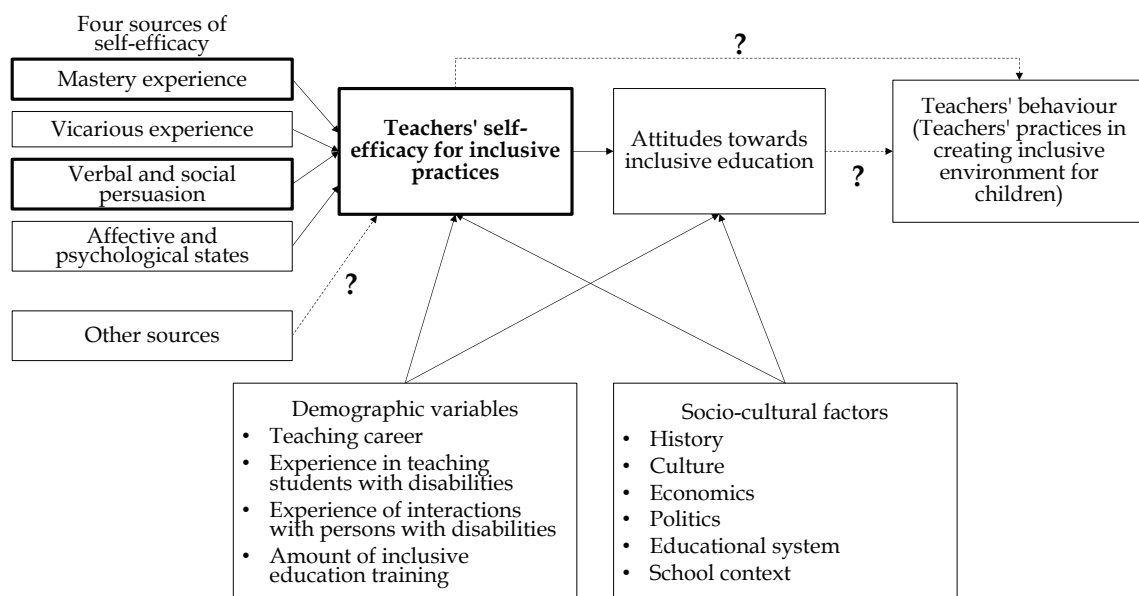 Four sources of
self-efficacy
Mastery experience
Vicarious experience
Verbal and social
persuasion
Affective and
psychological states
Other sources
?
Teachers' self-
efficacy for inclusive
practices
?
Attitudes towards
inclusive education
?
Teachers' behaviour
(Teachers' practices in
creating inclusive
environment for
children)
Demographic variables
• Teaching career
• Experience in teaching
students with disabilities
• Experience of interactions
with persons with disabilities
• Amount of inclusive
education training
Socio-cultural factors
• History
• Culture
• Economics
• Politics
• Educational system
• School context